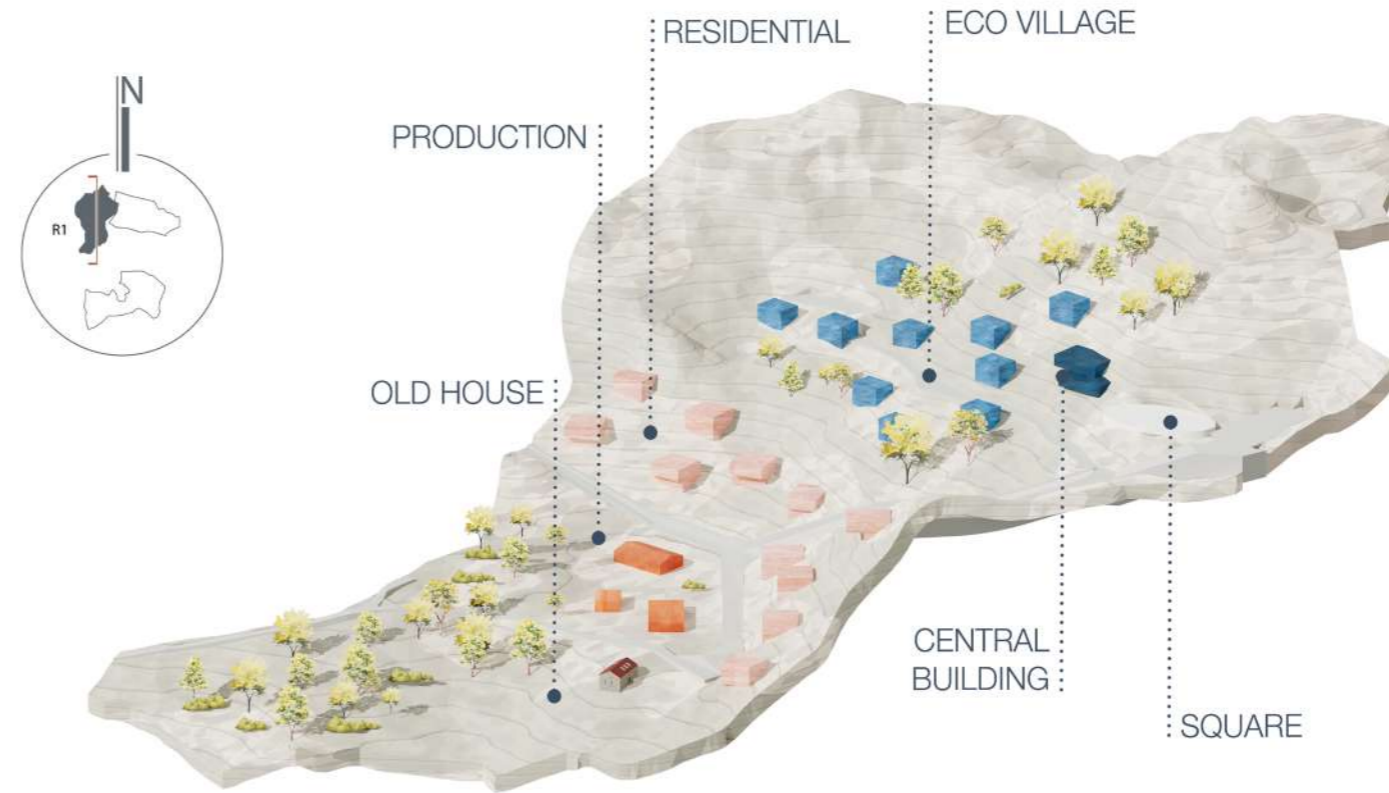 RESIDENTIAL
ECO VILLAGE
N
PRODUCTION
R1
OLD HOUSE
CENTRAL
BUILDING
SQUARE